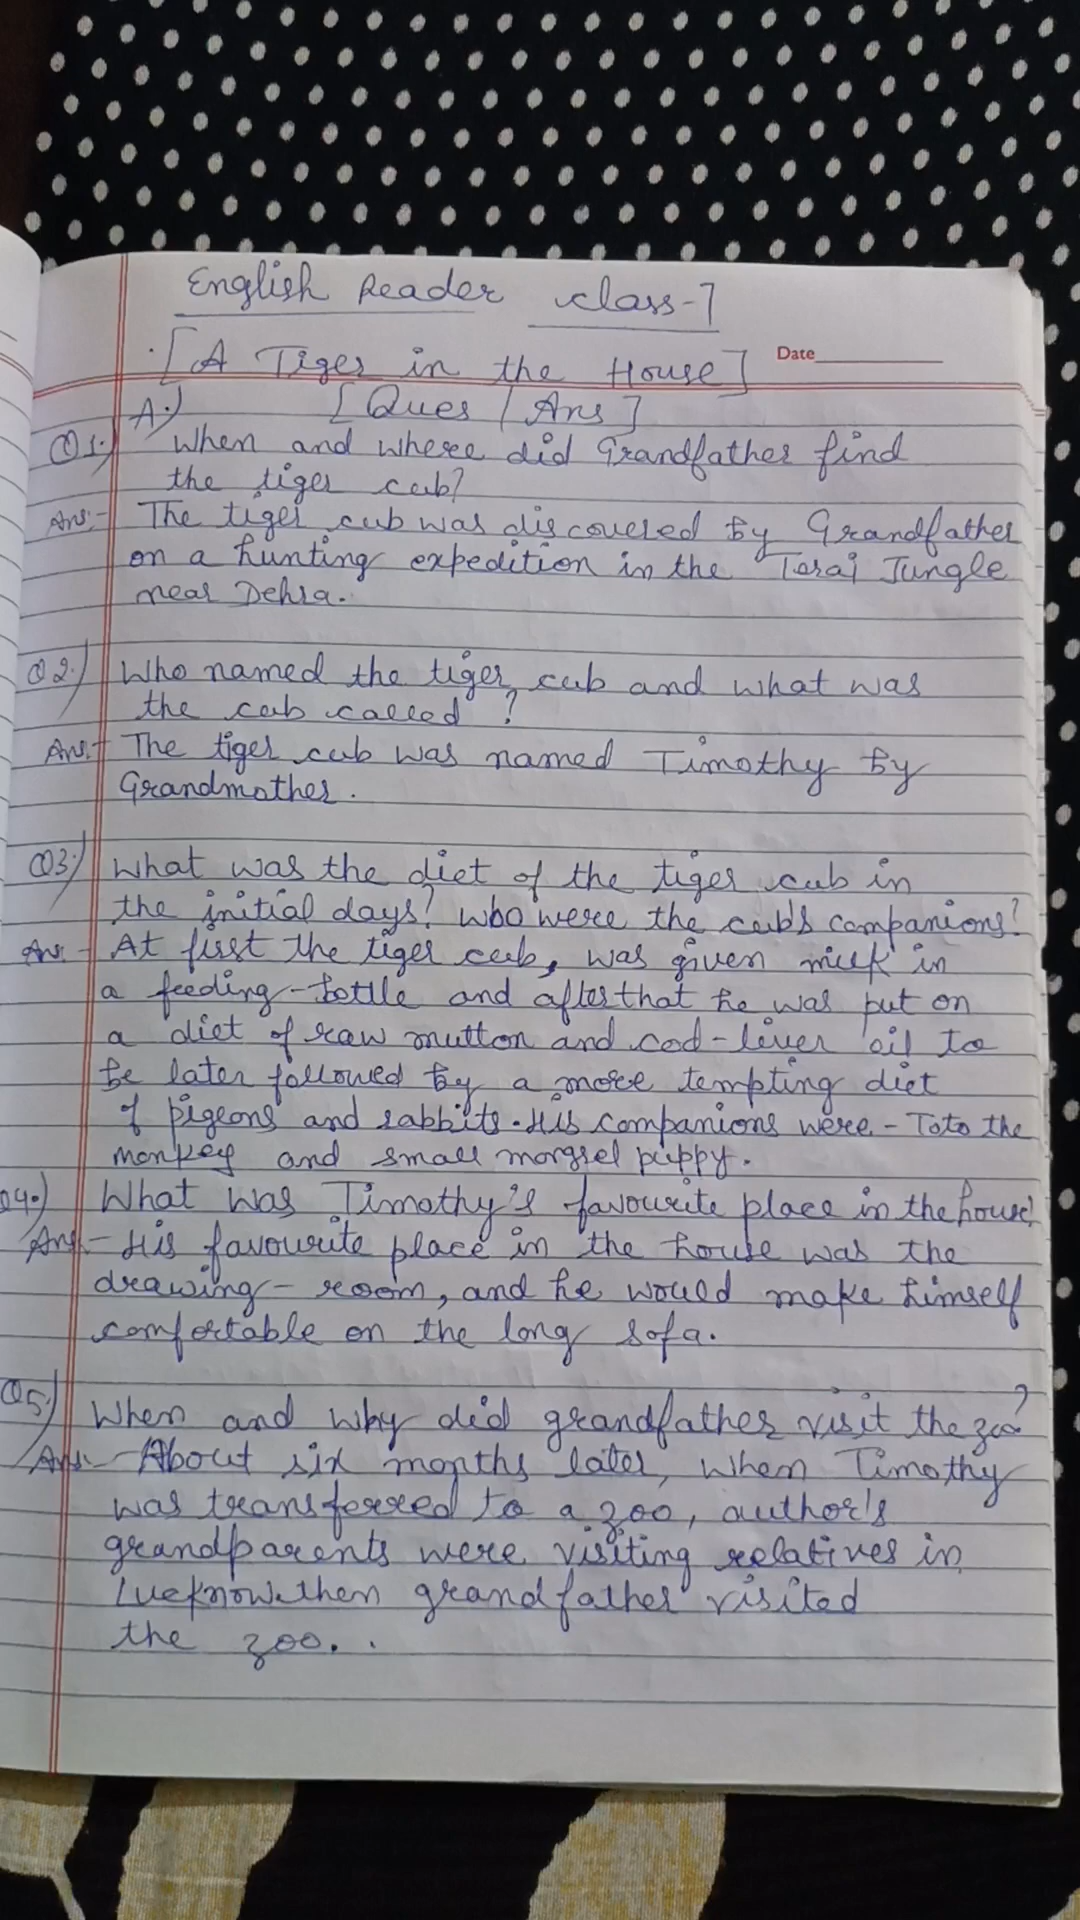 English Reader class-7
[A Tiger in the House]
Date
A.) [Ques / Ans]
Q1.) When and where did Grandfather find
the tiger cub?
Ans:- The tiger cub was discovered by Grandfather
on a hunting expedition in the Terai Jungle
near Dehra.
Q2.) Who named the tiger cub and what was
the cub called ?
Ans:- The tiger cub was named Timothy by
Grandmother.
Q3.) What was the diet of the tiger cub in
the initial days? Who were the cub's companions?
Ans.- At first the tiger cub, was given milk in
a feeding-bottle and after that he was put on
a diet of raw mutton and cod-liver oil to
be later followed by a more tempting diet
of pigeons and rabbits. His companions were - Toto the
monkey and small mongrel puppy.
Q4.) What was Timothy's favourite place in the house?
Ans.- His favourite place in the house was the
drawing-room, and he would make himself
comfortable on the long sofa.
Q5.) When and why did grandfather visit the zoo?
Ans.- About six months later, when Timothy
was transferred to a zoo, author's
grandparents were visiting relatives in
Lucknow.then grandfather visited
the zoo..